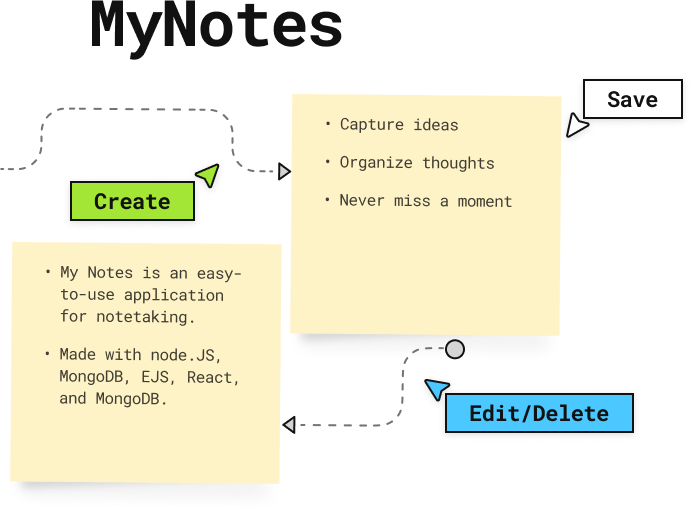 MyNotes
Save
• Capture ideas
• Organize thoughts
• Never miss a moment
Create
• My Notes is an easy-
to-use application
for notetaking.
• Made with node.JS,
MongoDB, EJS, React,
and MongoDB.
Edit/Delete